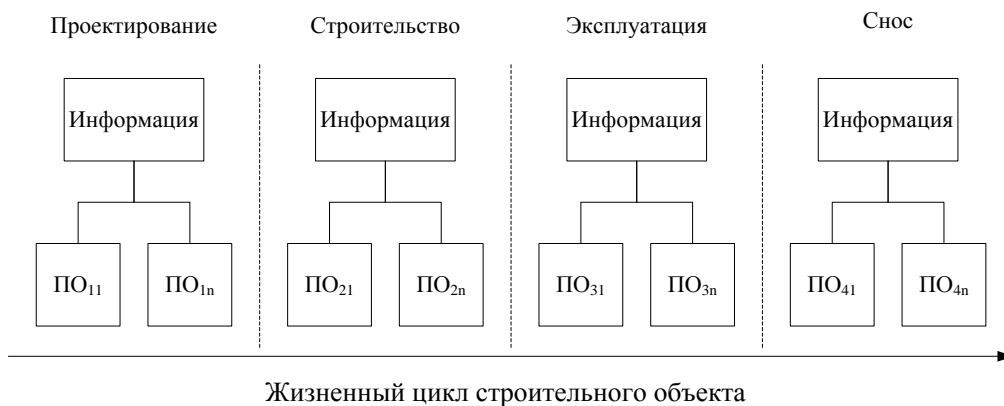 Проектирование Строительство Эксплуатация Снос
Информация Информация Информация Информация
ПО11 ПО1n ПО21 ПО2n ПО31 ПО3n ПО41 ПО4n
Жизненный цикл строительного объекта